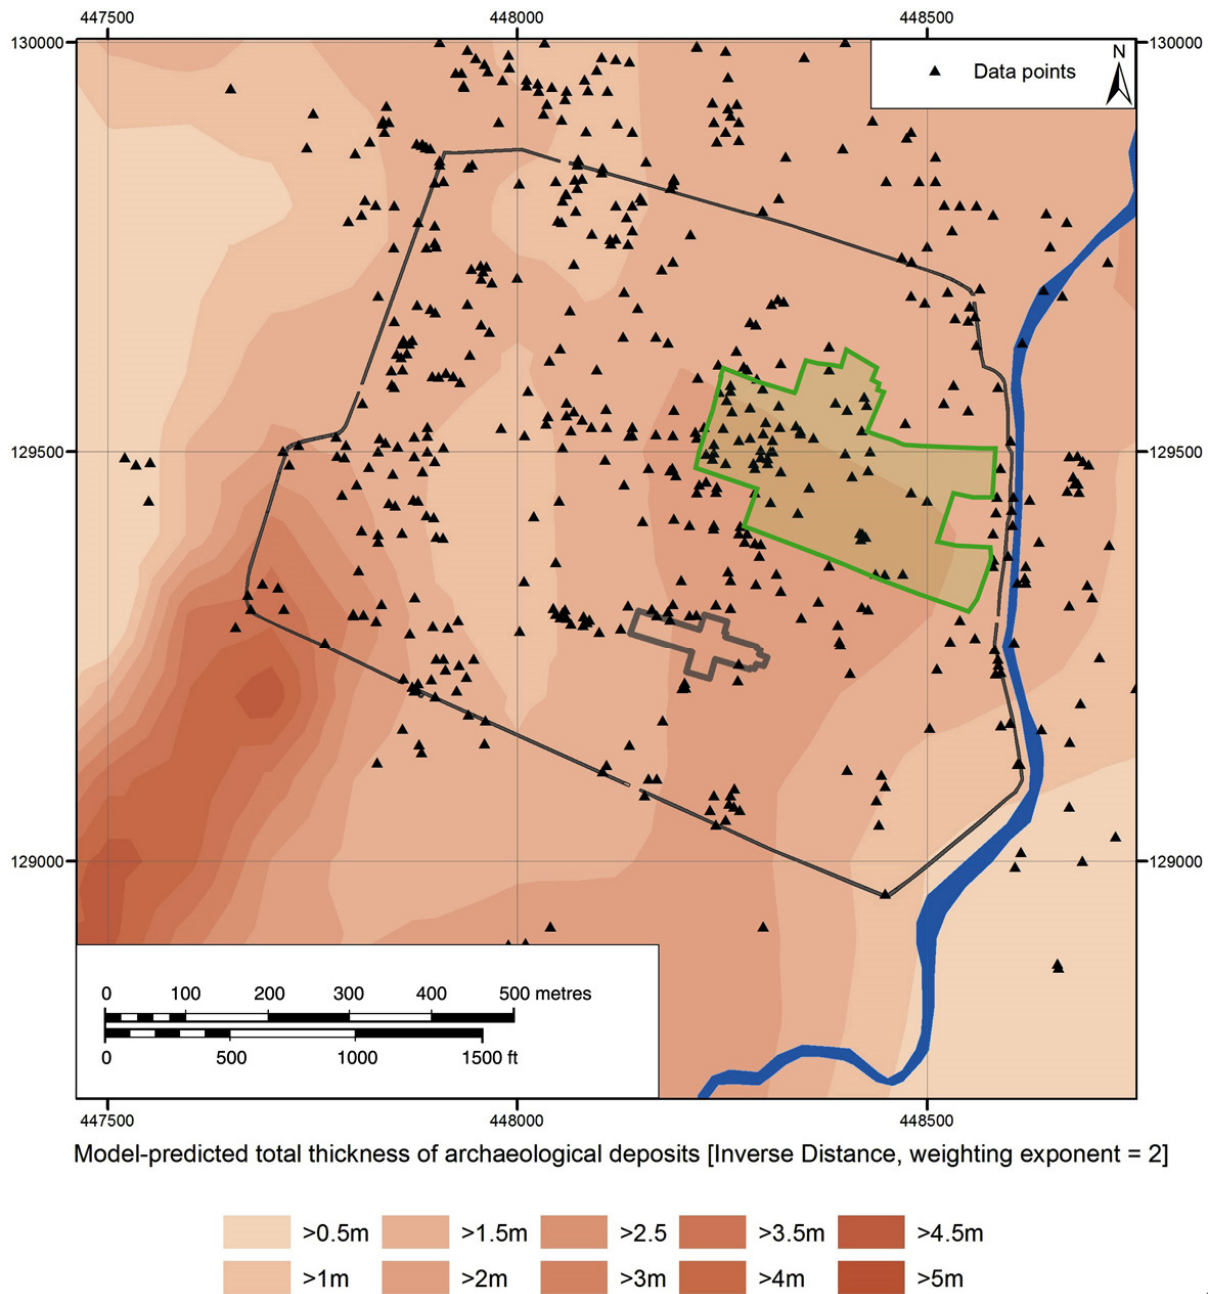 447500 448000 448500
130000 130000
N
Data points
129500 129500
129000 129000
0 100 200 300 400 500 metres
0 500 1000 1500 ft
447500 448000 448500
Model-predicted total thickness of archaeological deposits [Inverse Distance, weighting exponent = 2]
>0.5m >1.5m >2.5 >3.5m >4.5m
>1m >2m >3m >4m >5m